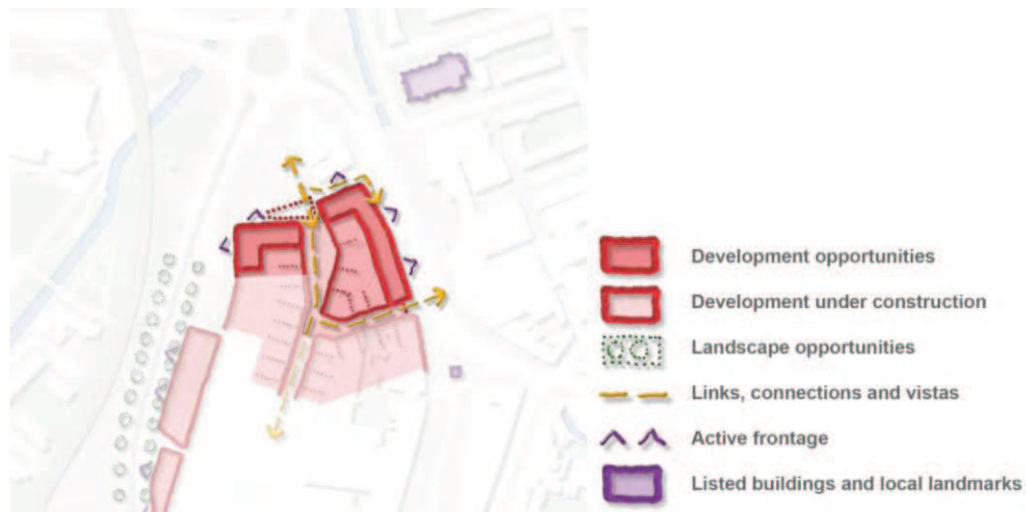 Development opportunities
Development under construction
Landscape opportunities
Links, connections and vistas
Active frontage
Listed buildings and local landmarks